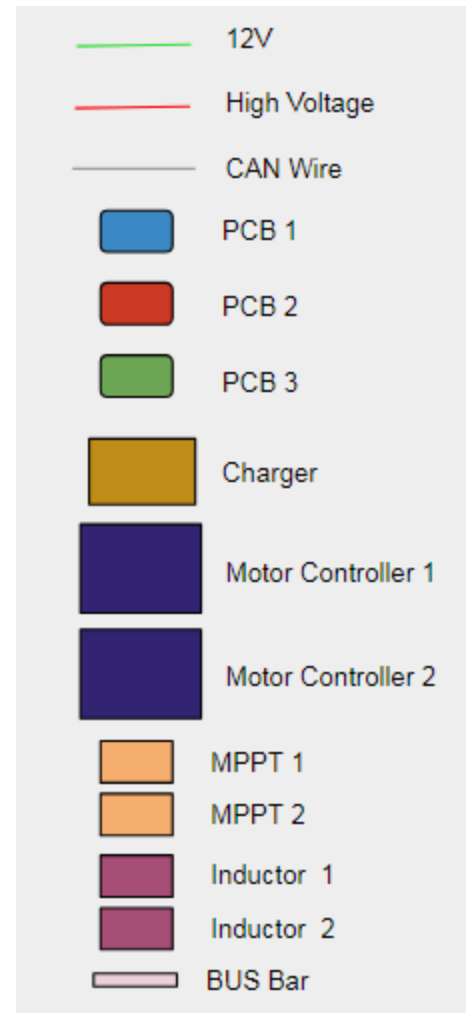 12V
High Voltage
CAN Wire
PCB 1
PCB 2
PCB 3
Charger
Motor Controller 1
Motor Controller 2
MPPT 1
MPPT 2
Inductor 1
Inductor 2
BUS Bar